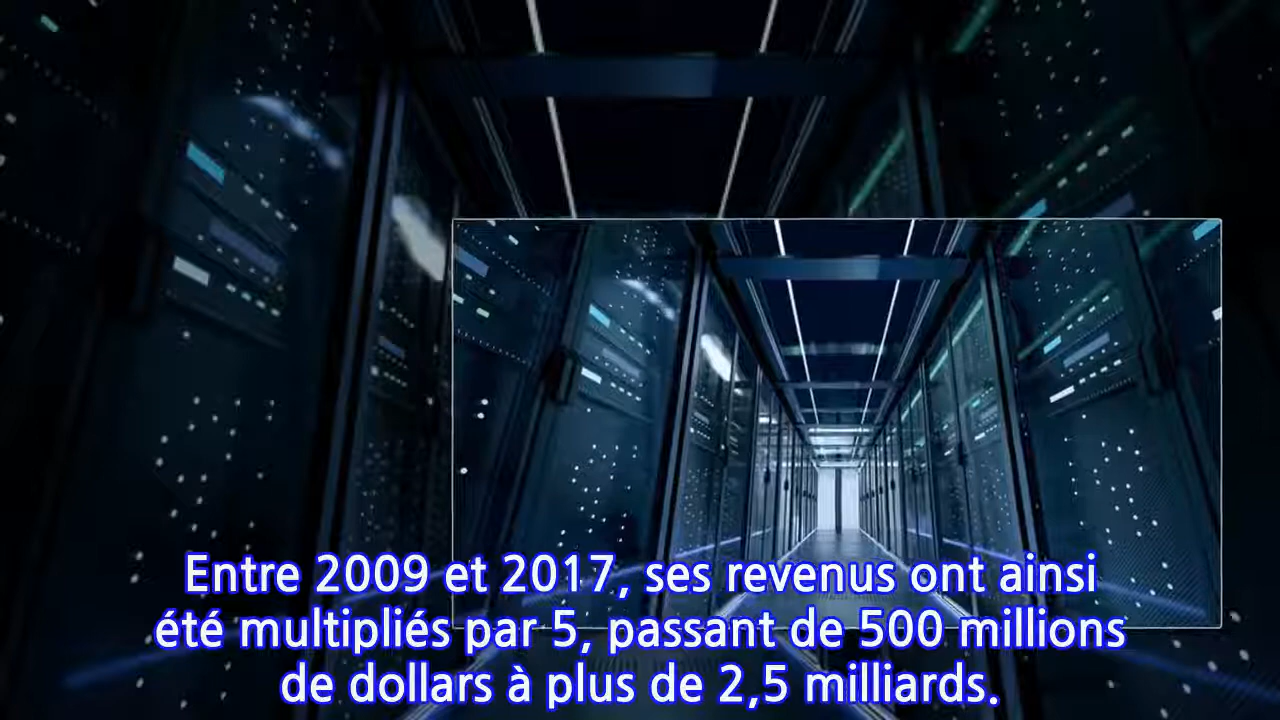 Entre 2009 et 2017, ses revenus ont ainsi
été multipliés par 5, passant de 500 millions
de dollars à plus de 2,5 milliards.